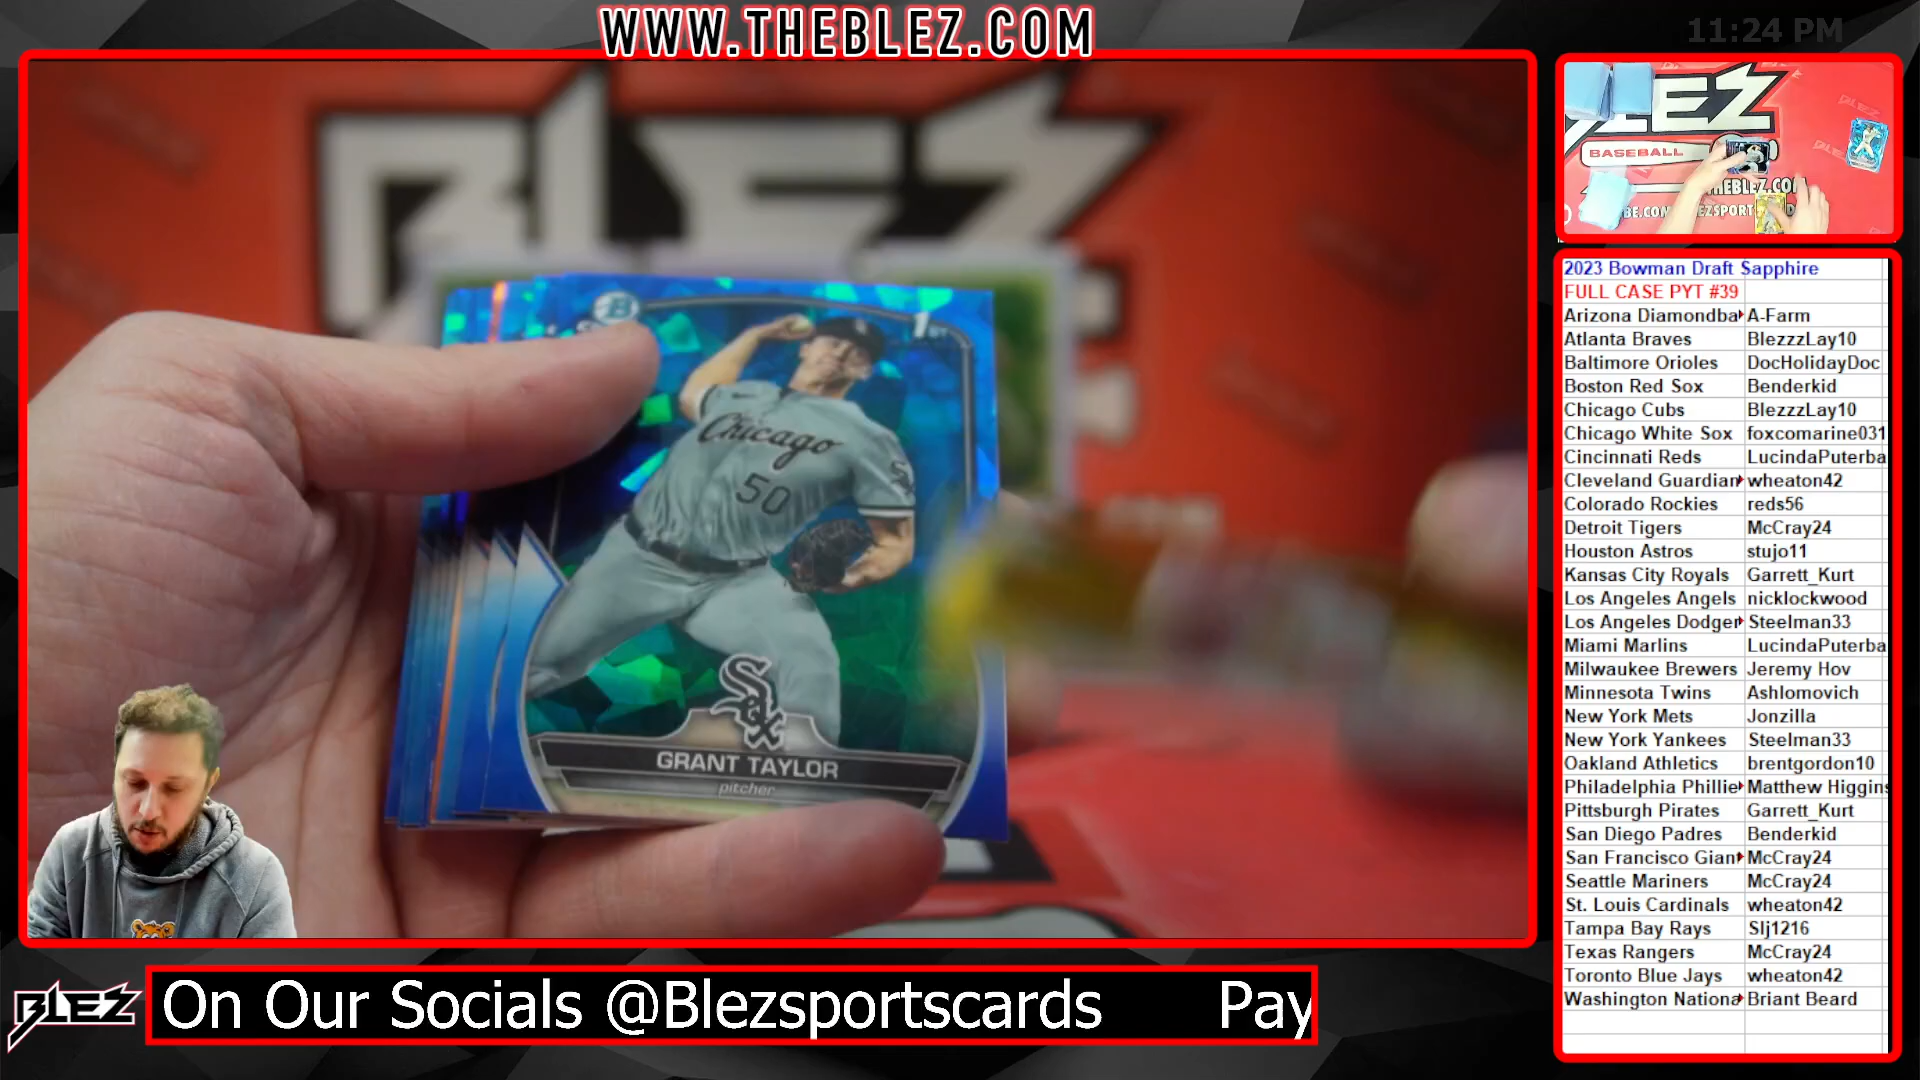 WWW.THEBLEZ.COM
11:24 PM
BLEZ
1ST
Chicago
50
Sox
GRANT TAYLOR
pitcher
BLEZ
BASEBALL
THEBLEZ.CO
2023 Bowman Draft Sapphire
FULL CASE PYT #39
Arizona Diamondba A-Farm
Atlanta Braves BlezzzLay10
Baltimore Orioles DocHolidayDoc
Boston Red Sox Benderkid
Chicago Cubs BlezzzLay10
Chicago White Sox foxcomarine031
Cincinnati Reds LucindaPuterba
Cleveland Guardian wheaton42
Colorado Rockies reds56
Detroit Tigers McCray24
Houston Astros stujo11
Kansas City Royals Garrett_Kurt
Los Angeles Angels nicklockwood
Los Angeles Dodger Steelman33
Miami Marlins LucindaPuterba
Milwaukee Brewers Jeremy Hov
Minnesota Twins Ashlomovich
New York Mets Jonzilla
New York Yankees Steelman33
Oakland Athletics brentgordon10
Philadelphia Phillie Matthew Higgins
Pittsburgh Pirates Garrett_Kurt
San Diego Padres Benderkid
San Francisco Gian McCray24
Seattle Mariners McCray24
St. Louis Cardinals wheaton42
Tampa Bay Rays Slj1216
Texas Rangers McCray24
Toronto Blue Jays wheaton42
Washington Nationa Briant Beard
BLEZ
On Our Socials @Blezsportscards Pay